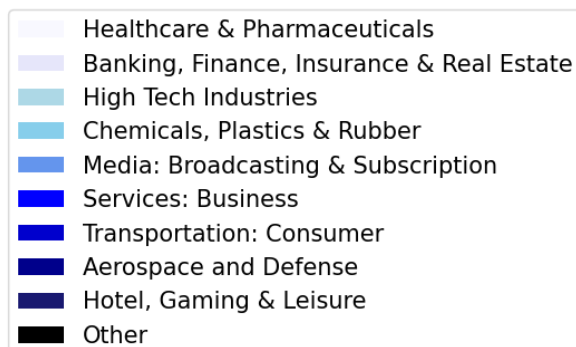 Healthcare & Pharmaceuticals
Banking, Finance, Insurance & Real Estate
High Tech Industries
Chemicals, Plastics & Rubber
Media: Broadcasting & Subscription
Services: Business
Transportation: Consumer
Aerospace and Defense
Hotel, Gaming & Leisure
Other